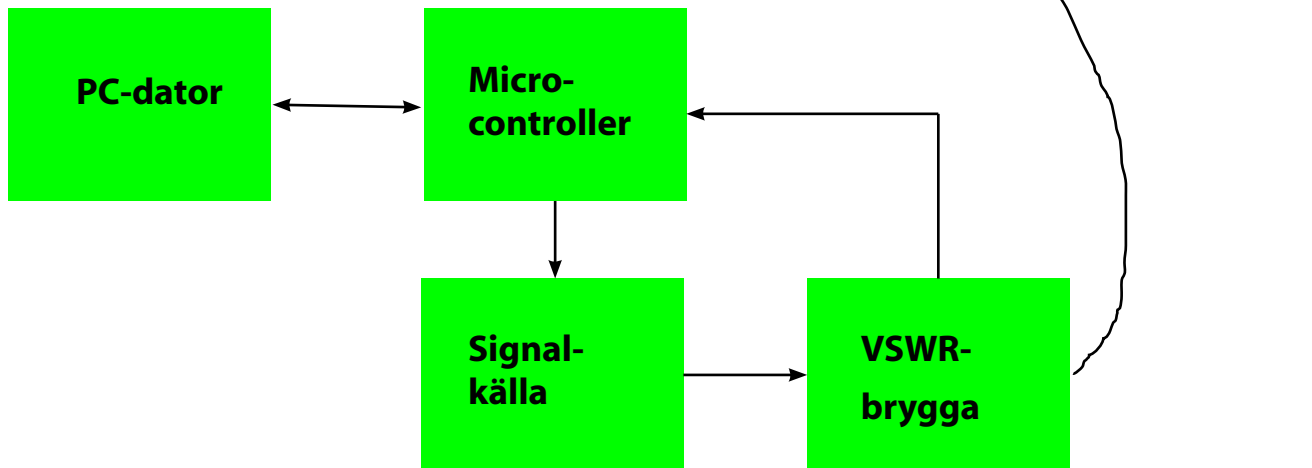 PC-dator
Micro-
controller
Signal-
källa
VSWR-
brygga